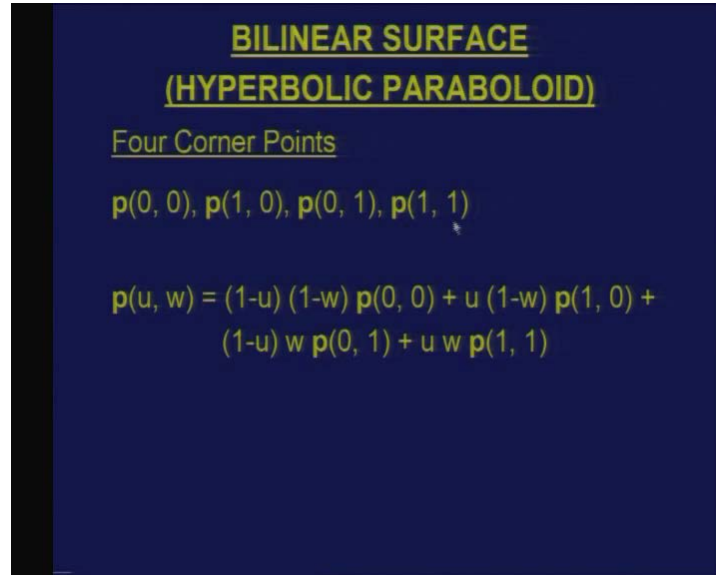 BILINEAR SURFACE
(HYPERBOLIC PARABOLOID)
Four Corner Points
p(0, 0), p(1, 0), p(0, 1), p(1, 1)
p(u, w) = (1-u) (1-w) p(0, 0) + u (1-w) p(1, 0) +
(1-u) w p(0, 1) + u w p(1, 1)